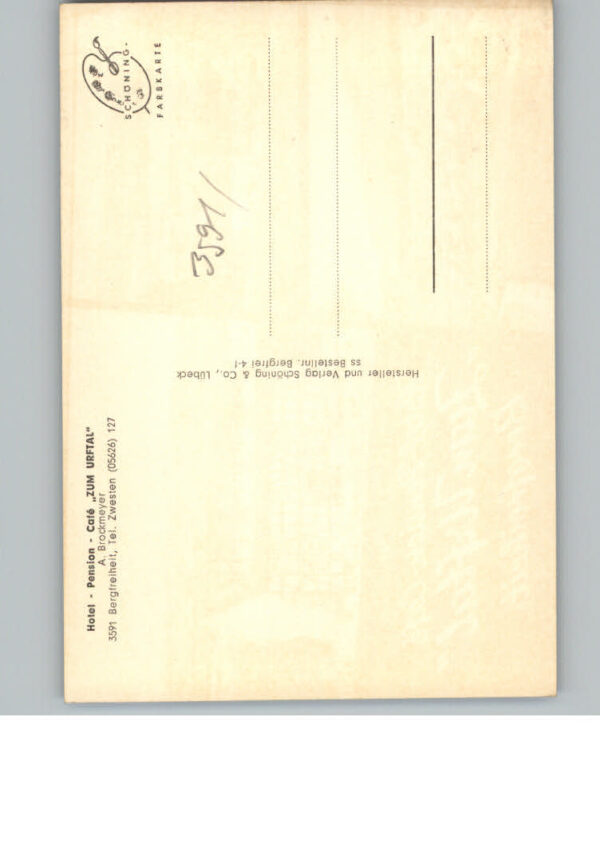 Hotel - Pension - Café „ZUM URFTAL"
A. Brockmeyer
3591 Bergfreiheit, Tel. Zwesten (05626) 127
Hersteller und Verlag Schöning & Co., Lübeck
ss Bestellnr. Bergfrei 4-1
SCHÖNING-
FARBKARTE
3591/